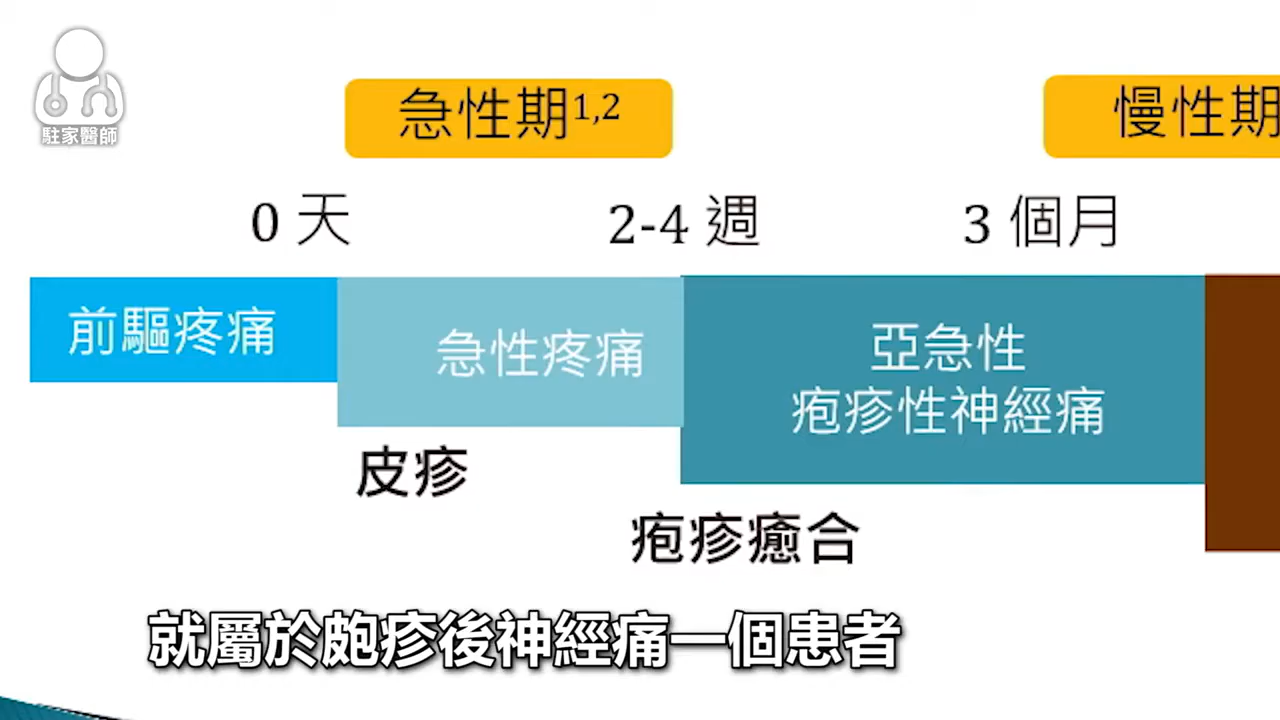 駐家醫師
急性期1,2
慢性期
0 天
2-4 週
3 個月
前驅疼痛
急性疼痛
亞急性
疱疹性神經痛
皮疹
疱疹癒合
就屬於皰疹後神經痛一個患者